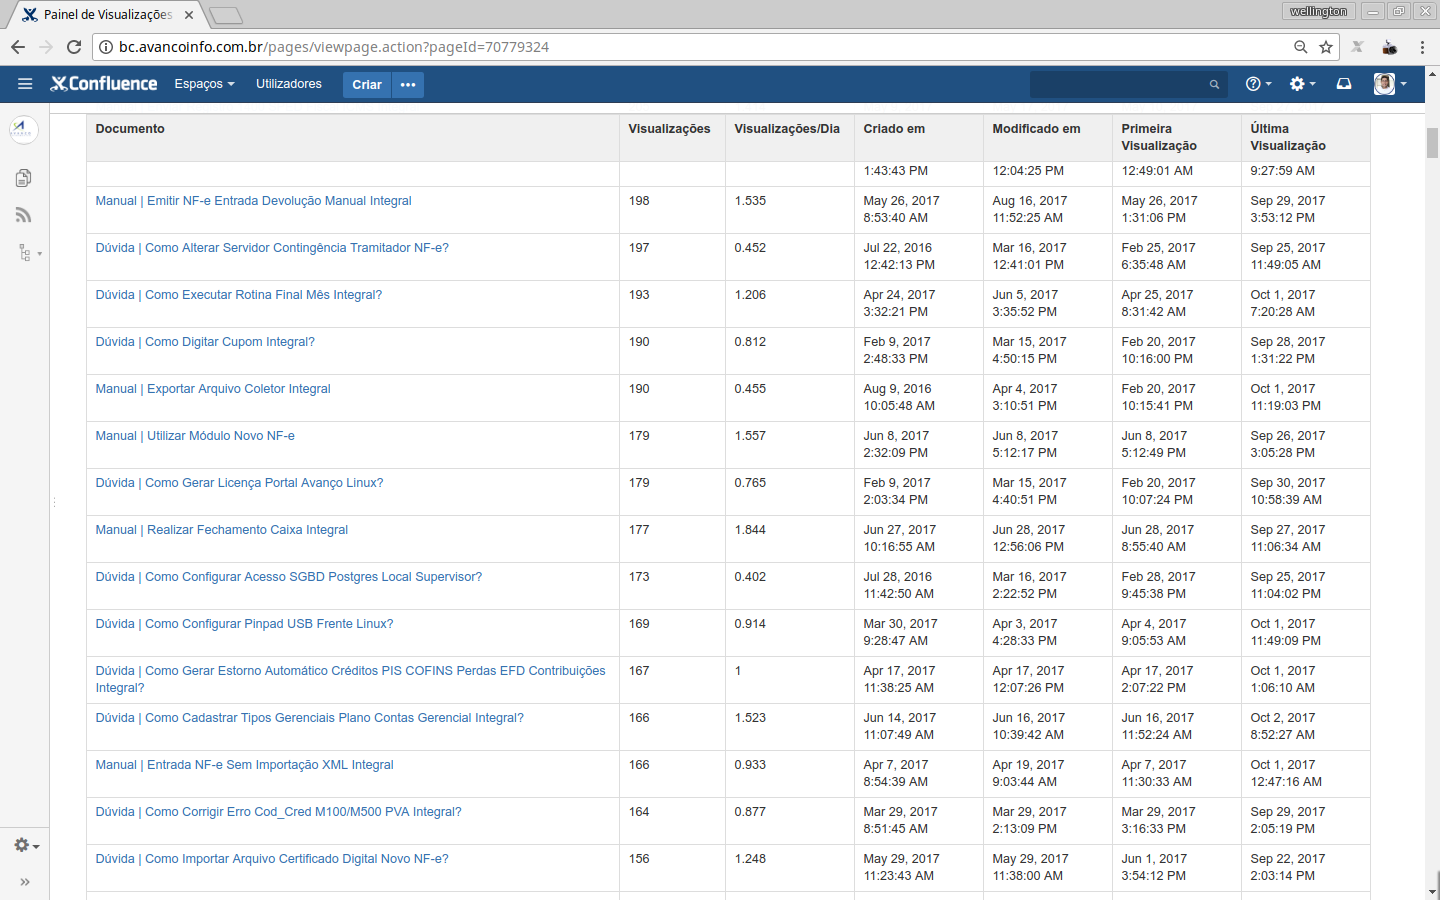 Painel de Visualizações
wellington
bc.avancoinfo.com.br/pages/viewpage.action?pageId=70779324
Confluence Espaços Utilizadores Criar
Documento Visualizações Visualizações/Dia Criado em Modificado em Primeira Última
Visualização Visualização
1:43:43 PM 12:04:25 PM 12:49:01 AM 9:27:59 AM
Manual | Emitir NF-e Entrada Devolução Manual Integral 198 1.535 May 26, 2017 Aug 16, 2017 May 26, 2017 Sep 29, 2017
8:53:40 AM 11:52:25 AM 1:31:06 PM 3:53:12 PM
Dúvida | Como Alterar Servidor Contingência Tramitador NF-e? 197 0.452 Jul 22, 2016 Mar 16, 2017 Feb 25, 2017 Sep 25, 2017
12:42:13 PM 12:41:01 PM 6:35:48 AM 11:49:05 AM
Dúvida | Como Executar Rotina Final Mês Integral? 193 1.206 Apr 24, 2017 Jun 5, 2017 Apr 25, 2017 Oct 1, 2017
3:32:21 PM 3:35:52 PM 8:31:42 AM 7:20:28 AM
Dúvida | Como Digitar Cupom Integral? 190 0.812 Feb 9, 2017 Mar 15, 2017 Feb 20, 2017 Sep 28, 2017
2:48:33 PM 4:50:15 PM 10:16:00 PM 1:31:22 PM
Manual | Exportar Arquivo Coletor Integral 190 0.455 Aug 9, 2016 Apr 4, 2017 Feb 20, 2017 Oct 1, 2017
10:05:48 AM 3:10:51 PM 10:15:41 PM 11:19:03 PM
Manual | Utilizar Módulo Novo NF-e 179 1.557 Jun 8, 2017 Jun 8, 2017 Jun 8, 2017 Sep 26, 2017
2:32:09 PM 5:12:17 PM 5:12:49 PM 3:05:28 PM
Dúvida | Como Gerar Licença Portal Avanço Linux? 179 0.765 Feb 9, 2017 Mar 15, 2017 Feb 20, 2017 Sep 30, 2017
2:03:34 PM 4:40:51 PM 10:07:24 PM 10:58:39 AM
Manual | Realizar Fechamento Caixa Integral 177 1.844 Jun 27, 2017 Jun 28, 2017 Jun 28, 2017 Sep 27, 2017
10:16:55 AM 12:56:06 PM 8:55:40 AM 11:06:34 AM
Dúvida | Como Configurar Acesso SGBD Postgres Local Supervisor? 173 0.402 Jul 28, 2016 Mar 16, 2017 Feb 28, 2017 Sep 25, 2017
11:42:50 AM 2:22:52 PM 9:45:38 PM 11:04:02 PM
Dúvida | Como Configurar Pinpad USB Frente Linux? 169 0.914 Mar 30, 2017 Apr 3, 2017 Apr 4, 2017 Oct 1, 2017
9:28:47 AM 4:28:33 PM 9:05:53 AM 11:49:09 PM
Dúvida | Como Gerar Estorno Automático Créditos PIS COFINS Perdas EFD Contribuições 167 1 Apr 17, 2017 Apr 17, 2017 Apr 17, 2017 Oct 1, 2017
Integral? 11:38:25 AM 12:07:26 PM 2:07:22 PM 1:06:10 AM
Dúvida | Como Cadastrar Tipos Gerenciais Plano Contas Gerencial Integral? 166 1.523 Jun 14, 2017 Jun 16, 2017 Jun 16, 2017 Oct 2, 2017
11:07:49 AM 10:39:42 AM 11:52:24 AM 8:52:27 AM
Manual | Entrada NF-e Sem Importação XML Integral 166 0.933 Apr 7, 2017 Apr 19, 2017 Apr 7, 2017 Oct 1, 2017
8:54:39 AM 9:03:44 AM 11:30:33 AM 12:47:16 AM
Dúvida | Como Corrigir Erro Cod_Cred M100/M500 PVA Integral? 164 0.877 Mar 29, 2017 Mar 29, 2017 Mar 29, 2017 Sep 29, 2017
8:51:45 AM 2:13:09 PM 3:16:33 PM 2:05:19 PM
Dúvida | Como Importar Arquivo Certificado Digital Novo NF-e? 156 1.248 May 29, 2017 May 29, 2017 Jun 1, 2017 Sep 22, 2017
11:23:43 AM 11:38:00 AM 3:54:12 PM 2:03:14 PM